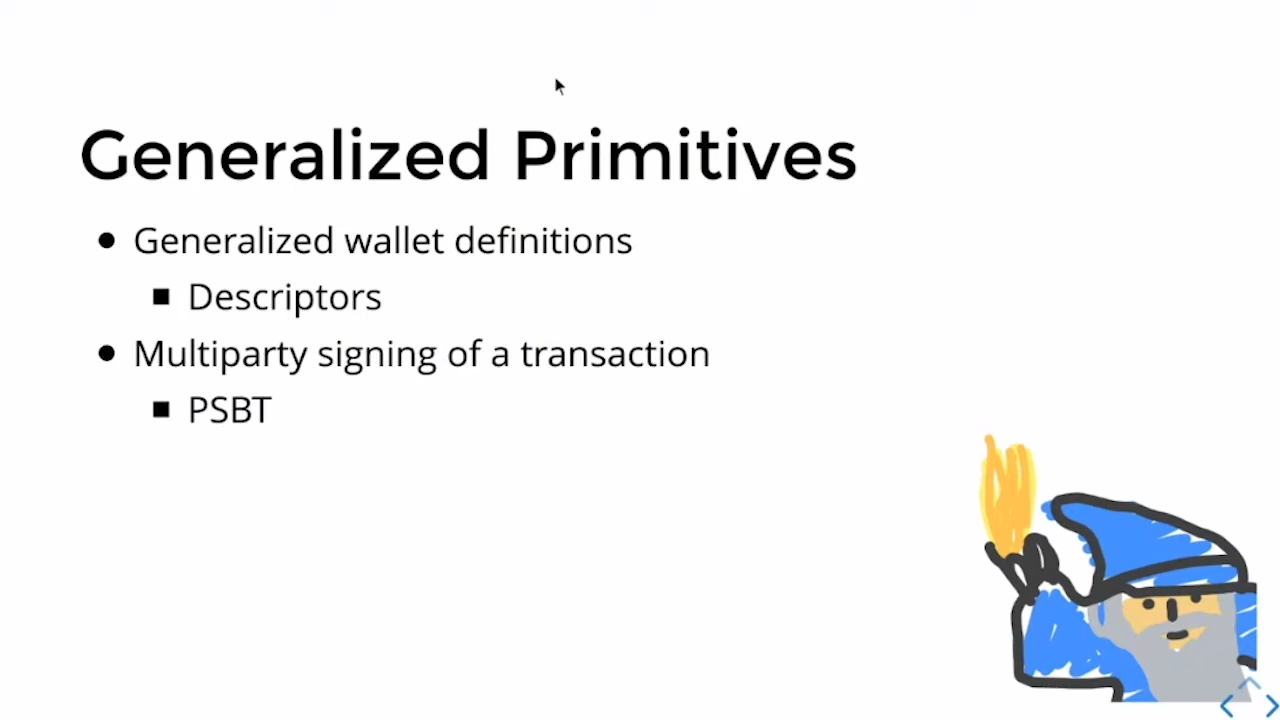 Generalized Primitives
Generalized wallet definitions
Descriptors
Multiparty signing of a transaction
PSBT